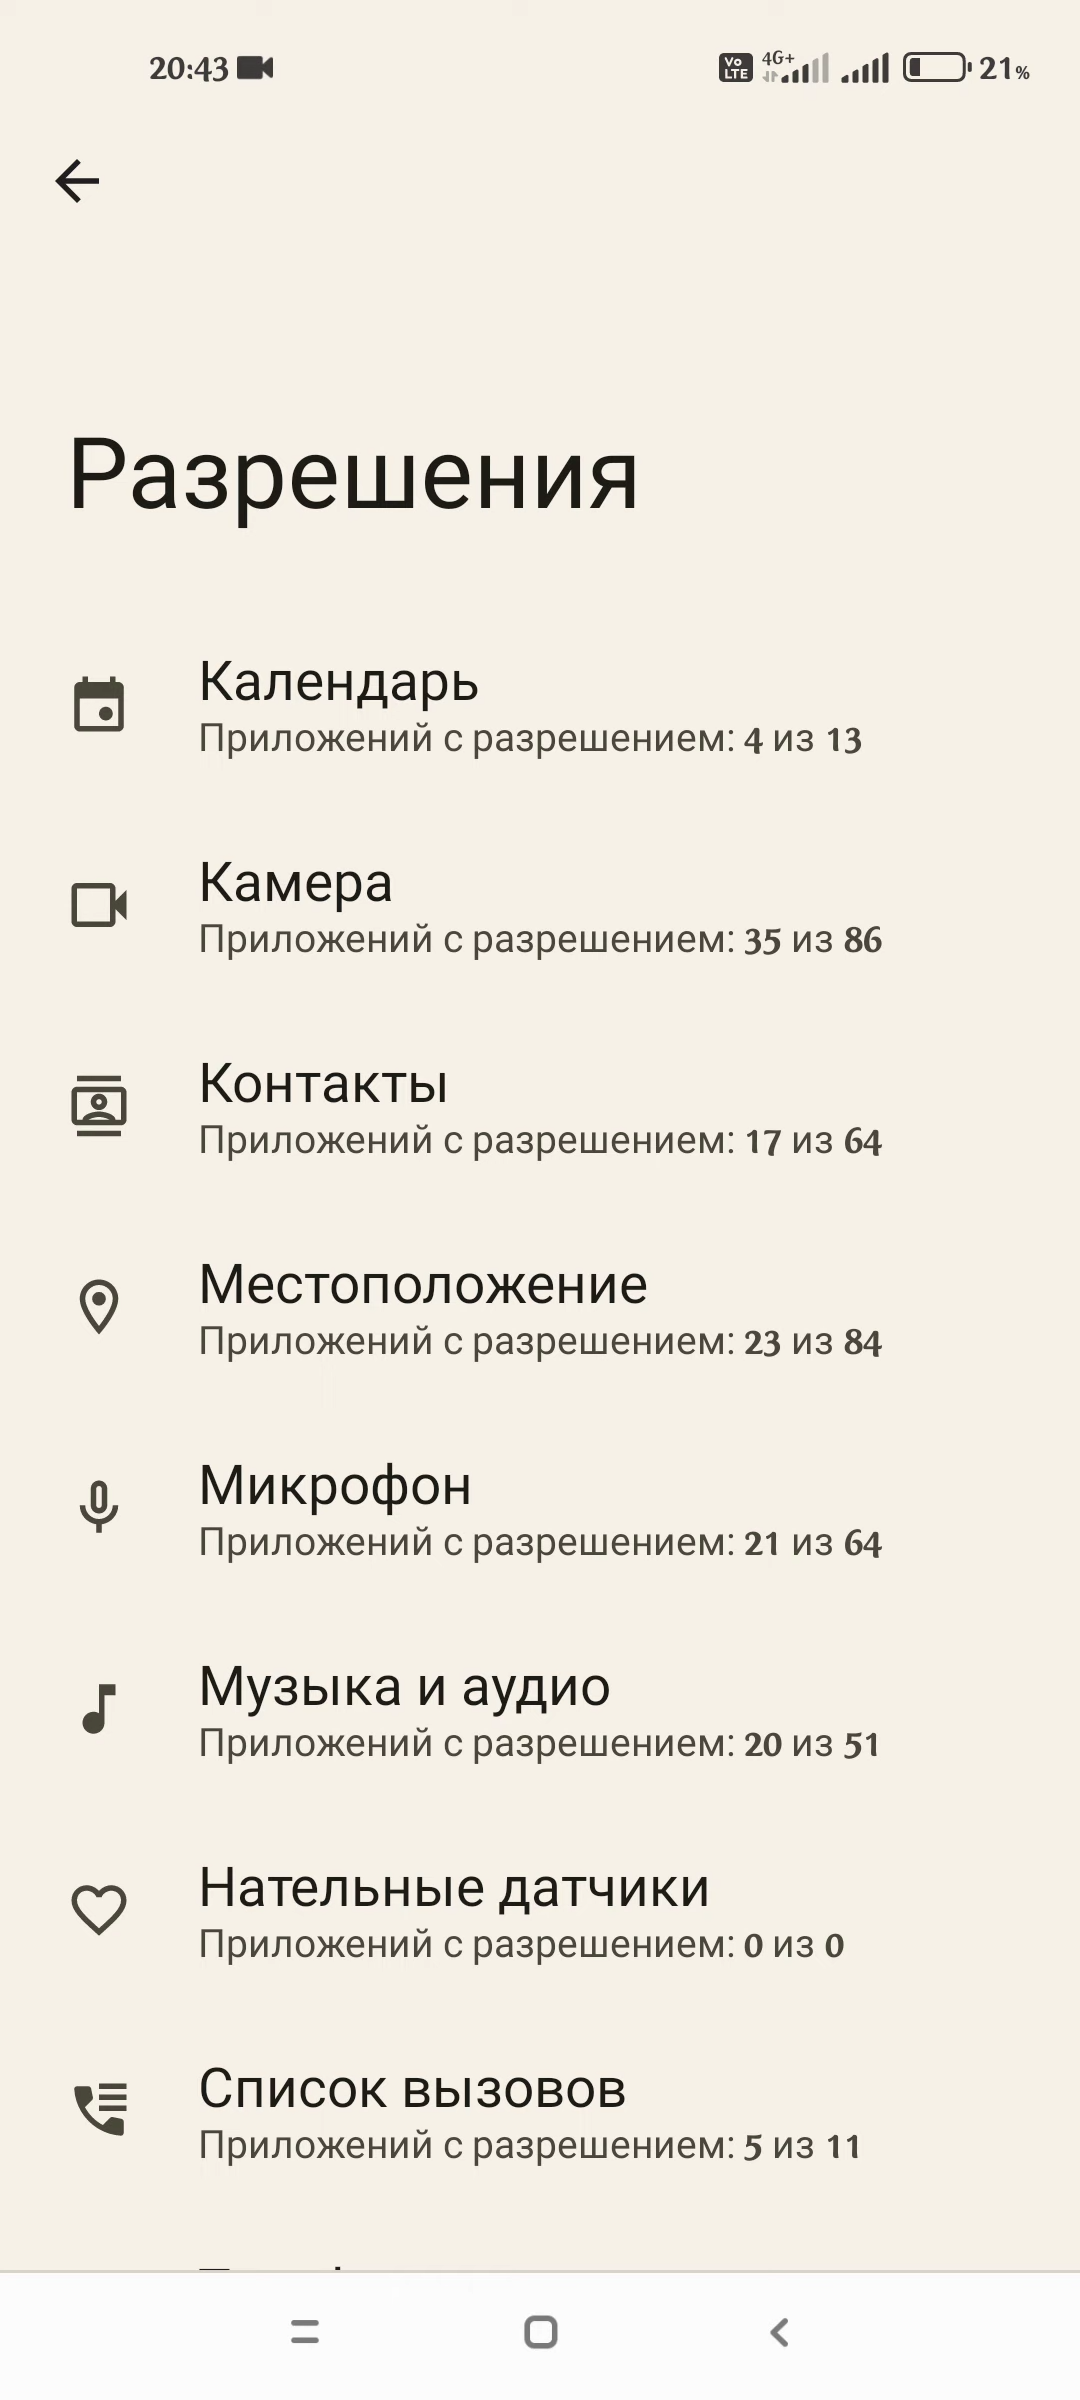 20:43
Vo LTE 4G+ 21%
Разрешения
Календарь
Приложений с разрешением: 4 из 13
Камера
Приложений с разрешением: 35 из 86
Контакты
Приложений с разрешением: 17 из 64
Местоположение
Приложений с разрешением: 23 из 84
Микрофон
Приложений с разрешением: 21 из 64
Музыка и аудио
Приложений с разрешением: 20 из 51
Нательные датчики
Приложений с разрешением: 0 из 0
Список вызовов
Приложений с разрешением: 5 из 11